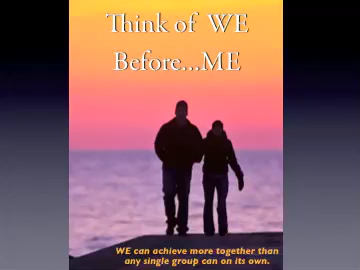 Think of WE
Before...ME
WE can achieve more together than
any single group can on its own.